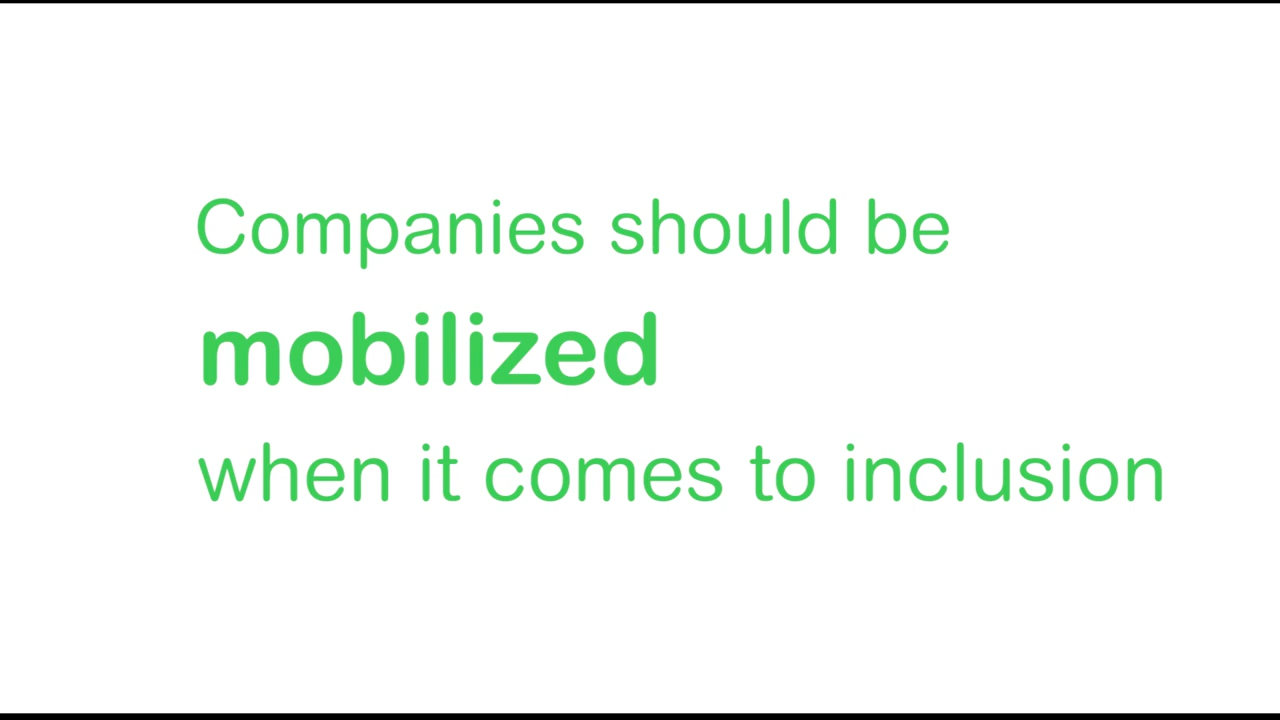 Companies should be
mobilized
when it comes to inclusion